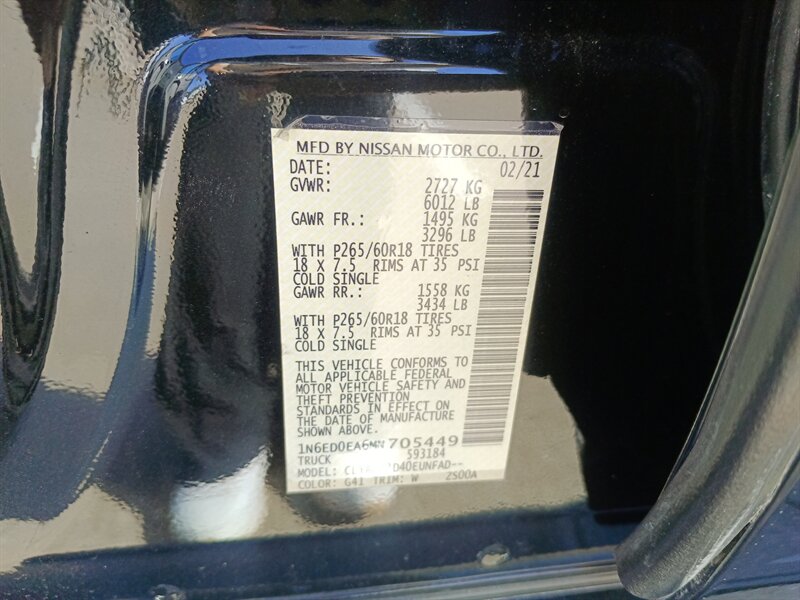 MFD BY NISSAN MOTOR CO., LTD.
DATE: 02/21
GVWR: 2727 KG
6012 LB
GAWR FR.: 1495 KG
3296 LB
WITH P265/60R18 TIRES
18 X 7.5 RIMS AT 35 PSI
COLD SINGLE
GAWR RR.: 1558 KG
3434 LB
WITH P265/60R18 TIRES
18 X 7.5 RIMS AT 35 PSI
COLD SINGLE
THIS VEHICLE CONFORMS TO
ALL APPLICABLE FEDERAL
MOTOR VEHICLE SAFETY AND
THEFT PREVENTION
STANDARDS IN EFFECT ON
THE DATE OF MANUFACTURE
SHOWN ABOVE.
1N6ED0EA6MN705449
TRUCK 593184
MODEL:
COLOR: G41 TRIM: W 2S00A